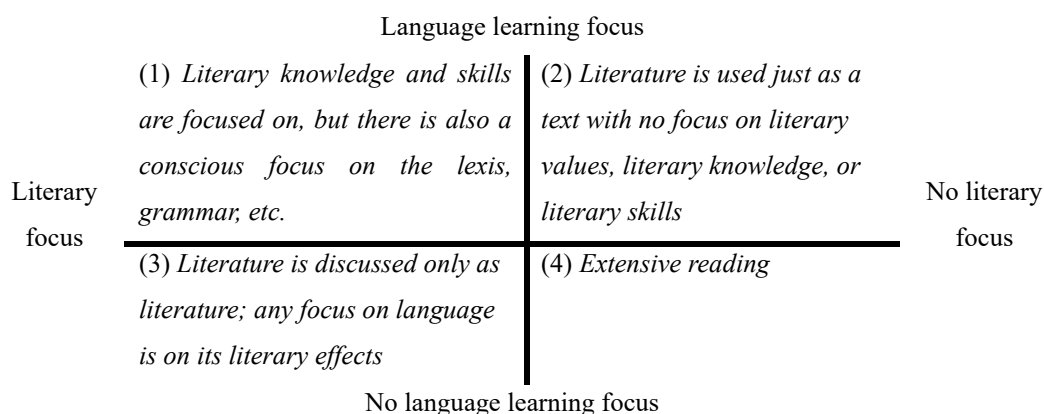 Language learning focus
(1) Literary knowledge and skills
are focused on, but there is also a
conscious focus on the lexis,
grammar, etc.
(2) Literature is used just as a
text with no focus on literary
values, literary knowledge, or
literary skills
Literary
focus
No literary
focus
(3) Literature is discussed only as
literature; any focus on language
is on its literary effects
(4) Extensive reading
No language learning focus